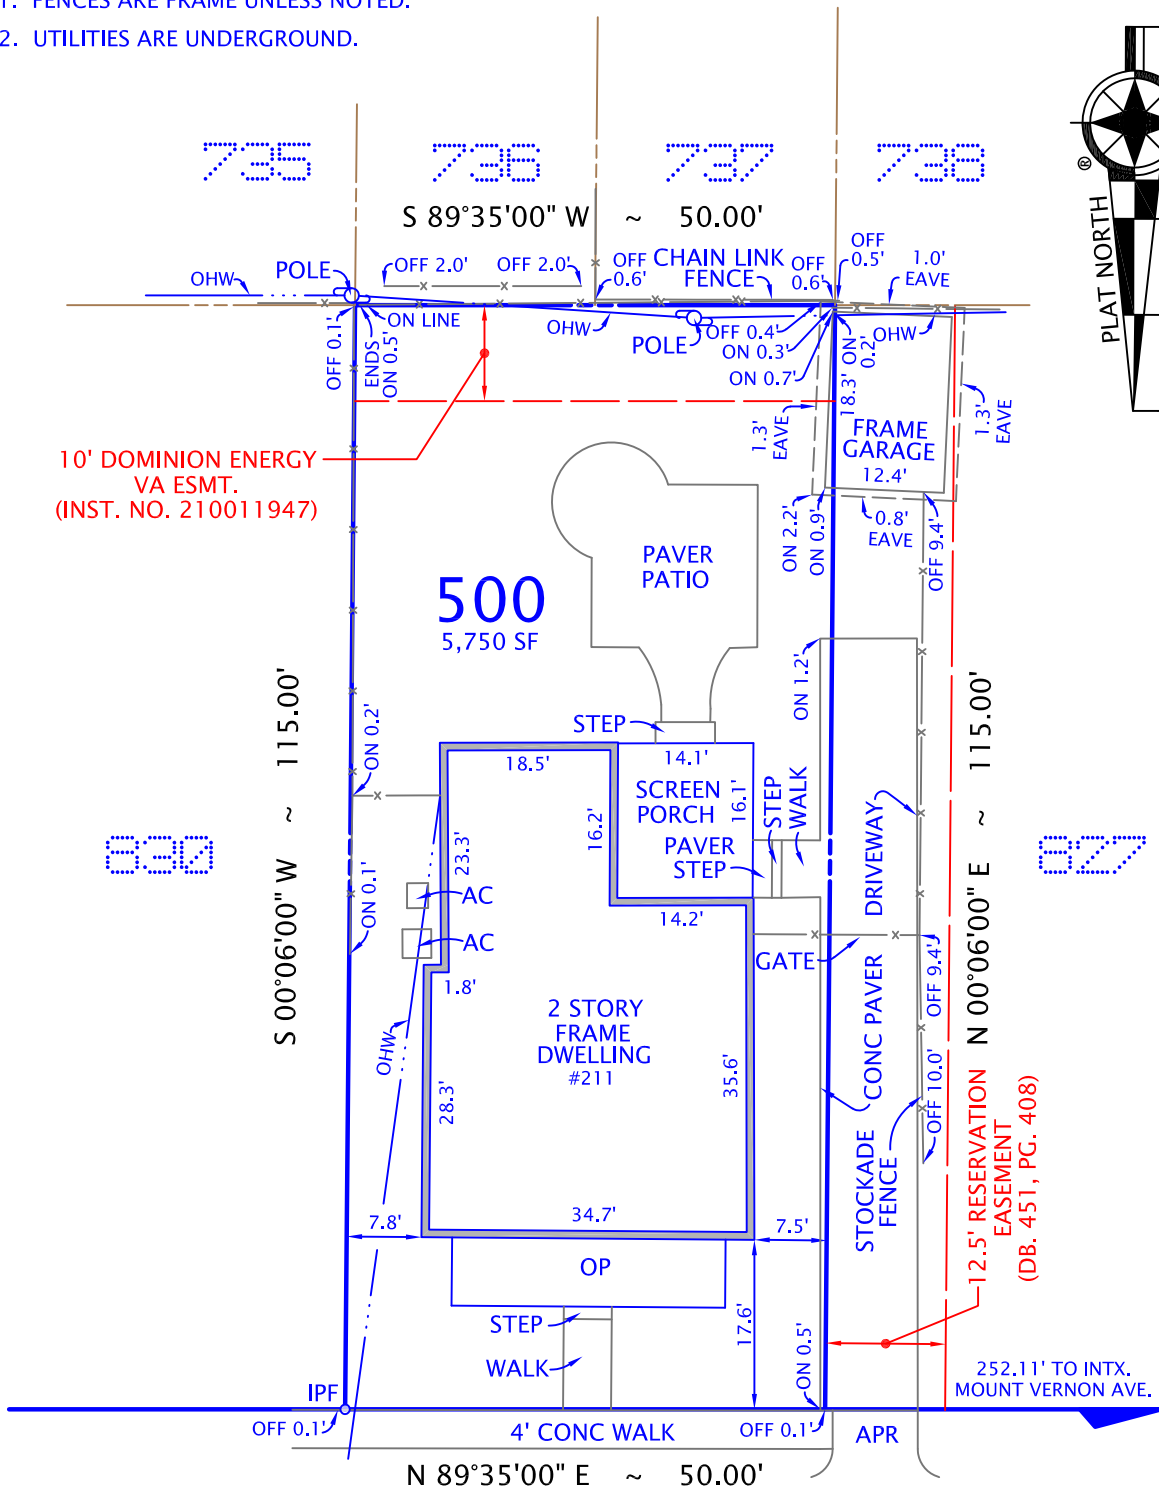 1. FENCES ARE FRAME UNLESS NOTED.
2. UTILITIES ARE UNDERGROUND.
735
736
737
738
S 89°35'00" W ~ 50.00'
PLAT NORTH
®
OHW
POLE
OFF 2.0'
OFF 2.0'
OFF
0.6'
CHAIN LINK
FENCE
OFF
0.6'
OFF
0.5'
1.0'
EAVE
OFF 0.1'
ENDS
ON 0.5'
ON LINE
OHW
POLE
OFF 0.4'
ON 0.3'
ON 0.7'
18.3'
ON
0.2'
OHW
1.3'
EAVE
1.3'
EAVE
FRAME
GARAGE
12.4'
10' DOMINION ENERGY
VA ESMT.
(INST. NO. 210011947)
ON 2.2'
ON 0.9'
0.8'
EAVE
OFF 9.4'
PAVER
PATIO
500
5,750 SF
S 00°06'00" W ~ 115.00'
ON 0.2'
ON 1.2'
N 00°06'00" E ~ 115.00'
STEP
18.5'
14.1'
SCREEN
PORCH
16.2'
16.1'
STEP
WALK
PAVER
STEP
23.3'
830
827
ON 0.1'
AC
AC
14.2'
GATE
CONC PAVER DRIVEWAY
OFF 9.4'
1.8'
2 STORY
FRAME
DWELLING
#211
OHW
28.3'
35.6'
OFF 10.0'
STOCKADE
FENCE
12.5' RESERVATION
EASEMENT
(DB. 451, PG. 408)
7.8'
34.7'
7.5'
OP
STEP
WALK
17.6'
ON 0.5'
252.11' TO INTX.
MOUNT VERNON AVE.
IPF
OFF 0.1'
4' CONC WALK
OFF 0.1'
APR
N 89°35'00" E ~ 50.00'